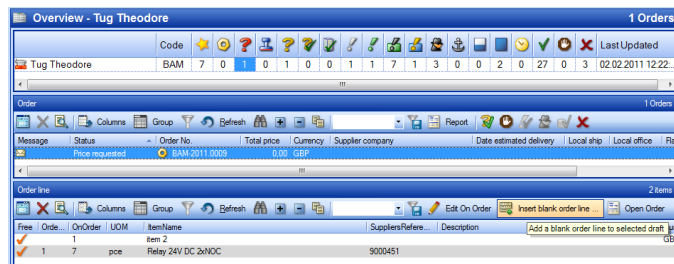 Overview - Tug Theodore 1 Orders
Code Last Updated
Tug Theodore BAM 7 0 1 0 1 0 0 1 1 7 1 3 0 0 2 0 27 0 3 02.02.2011 12:22:..
Order 1 Orders
Columns Group Refresh Report
Message Status Order No. Total price Currency Supplier company Date estimated delivery Local ship Local office
Price requested BAM-2011.0009 0,00 GBP
Order line 2 items
Columns Group Refresh Edit On Order Insert blank order line ... Open Order
Free Orde... OnOrder UOM ItemName SuppliersRefere... Description Add a blank order line to selected draft
1 item 2 GB
1 7 pce Relay 24V DC 2xNOC 9000451